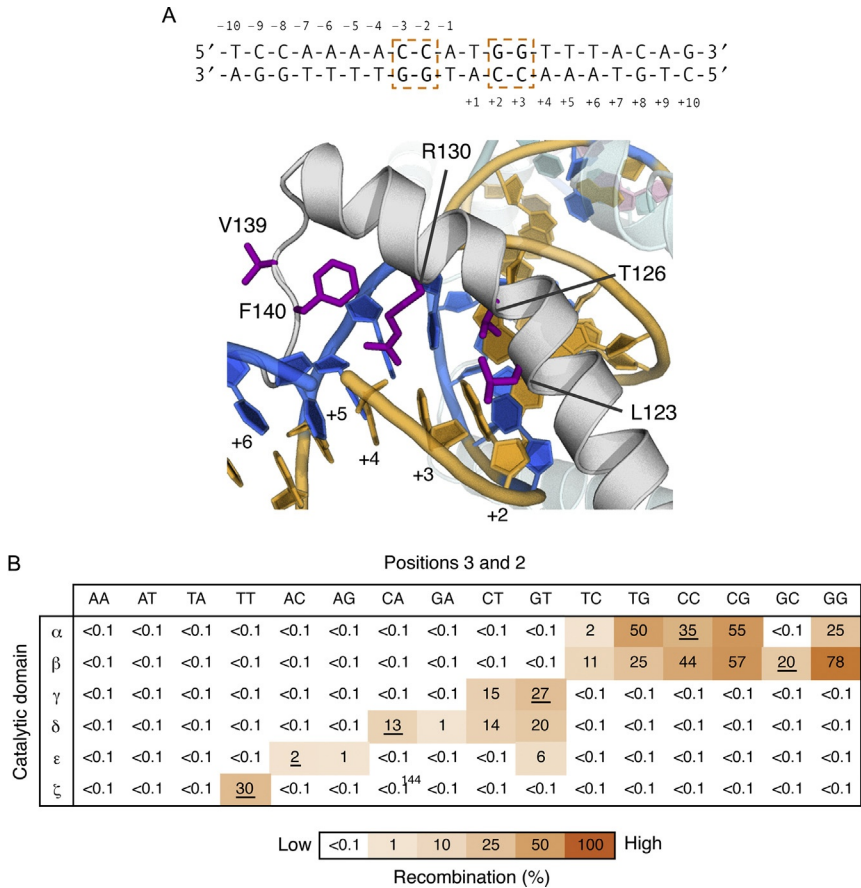 A
-10 -9 -8 -7 -6 -5 -4 -3 -2 -1
5′-T-C-C-A-A-A-A-C-C-A-T-G-G-T-T-T-A-C-A-G-3′
3′-A-G-G-T-T-T-T-G-G-T-A-C-C-A-A-A-T-G-T-C-5′
+1 +2 +3 +4 +5 +6 +7 +8 +9 +10
R130
V139
T126
F140
L123
+6
+5
+4
+3
+2
B
Positions 3 and 2
AA AT TA TT AC AG CA GA CT GT TC TG CC CG GC GG
Catalytic domain
α <0.1 <0.1 <0.1 <0.1 <0.1 <0.1 <0.1 <0.1 <0.1 <0.1 2 50 35 55 <0.1 25
β <0.1 <0.1 <0.1 <0.1 <0.1 <0.1 <0.1 <0.1 <0.1 <0.1 11 25 44 57 20 78
γ <0.1 <0.1 <0.1 <0.1 <0.1 <0.1 <0.1 <0.1 15 27 <0.1 <0.1 <0.1 <0.1 <0.1 <0.1
δ <0.1 <0.1 <0.1 <0.1 <0.1 <0.1 13 1 14 20 <0.1 <0.1 <0.1 <0.1 <0.1 <0.1
ε <0.1 <0.1 <0.1 <0.1 2 1 <0.1 <0.1 <0.1 6 <0.1 <0.1 <0.1 <0.1 <0.1 <0.1
ζ <0.1 <0.1 <0.1 30 <0.1 <0.1 <0.1 144 <0.1 <0.1 <0.1 <0.1 <0.1 <0.1 <0.1 <0.1 <0.1
Low <0.1 1 10 25 50 100 High
Recombination (%)